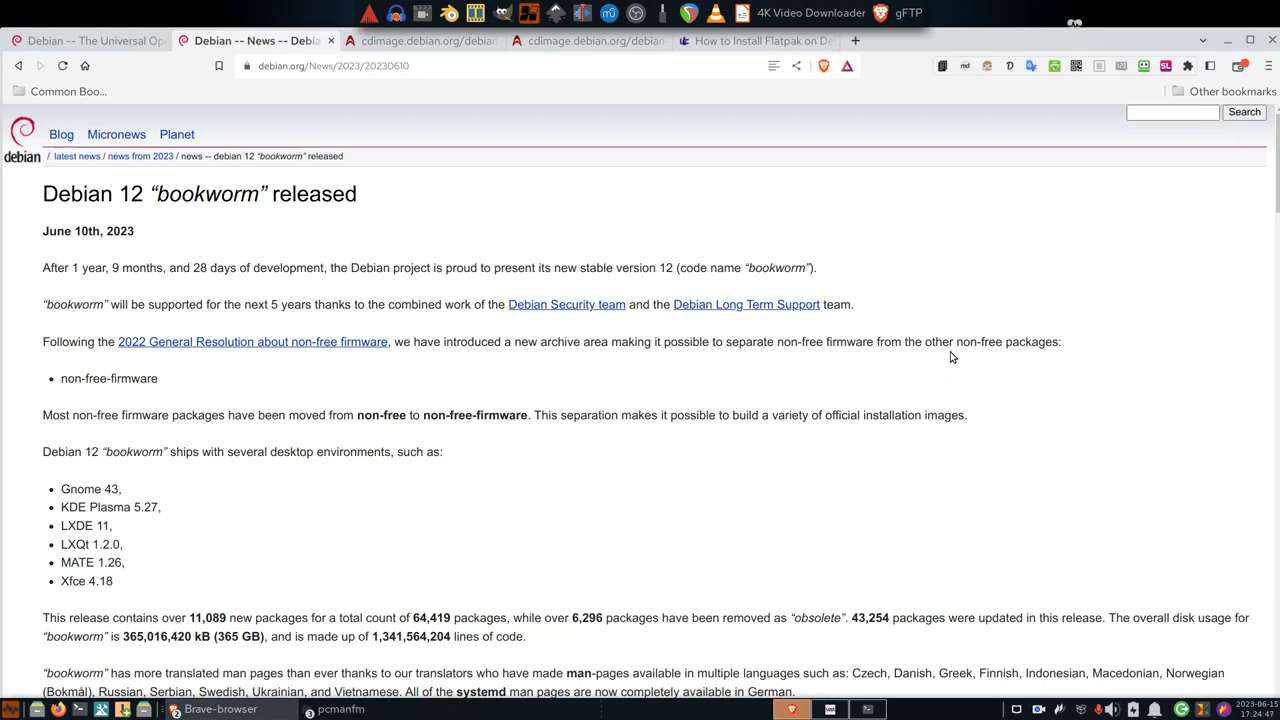 4K Video Downloader gFTP
Debian -- The Universal Ope
Debian -- News -- Debia
cdimage.debian.org/debian
cdimage.debian.org/debian-
How to Install Flatpak on De
debian.org/News/2023/20230610
Common Boo...
Other bookmarks
Search
debian
Blog Micronews Planet
/ latest news / news from 2023 / news -- debian 12 “bookworm” released
Debian 12 “bookworm” released
June 10th, 2023
After 1 year, 9 months, and 28 days of development, the Debian project is proud to present its new stable version 12 (code name “bookworm”).
“bookworm” will be supported for the next 5 years thanks to the combined work of the Debian Security team and the Debian Long Term Support team.
Following the 2022 General Resolution about non-free firmware, we have introduced a new archive area making it possible to separate non-free firmware from the other non-free packages:
• non-free-firmware
Most non-free firmware packages have been moved from non-free to non-free-firmware. This separation makes it possible to build a variety of official installation images.
Debian 12 “bookworm” ships with several desktop environments, such as:
• Gnome 43,
• KDE Plasma 5.27,
• LXDE 11,
• LXQt 1.2.0,
• MATE 1.26,
• Xfce 4.18
This release contains over 11,089 new packages for a total count of 64,419 packages, while over 6,296 packages have been removed as “obsolete”. 43,254 packages were updated in this release. The overall disk usage for
“bookworm” is 365,016,420 kB (365 GB), and is made up of 1,341,564,204 lines of code.
“bookworm” has more translated man pages than ever thanks to our translators who have made man-pages available in multiple languages such as: Czech, Danish, Greek, Finnish, Indonesian, Macedonian, Norwegian
(Bokmål), Russian, Serbian, Swedish, Ukrainian, and Vietnamese. All of the systemd man pages are now completely available in German.
2 Brave-browser
3 pcmanfm
2023-06-15
17:24:47